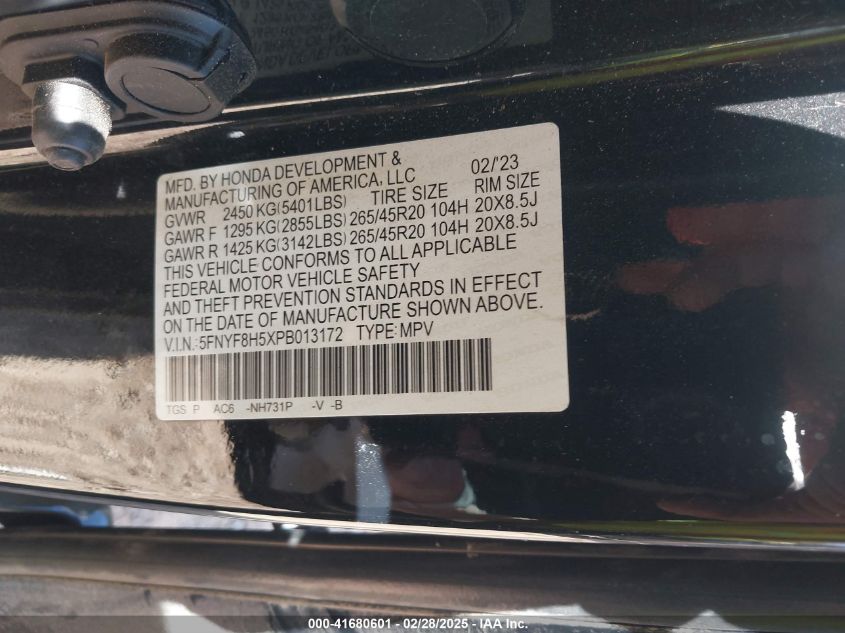 MFD. BY HONDA DEVELOPMENT & 02/'23
MANUFACTURING OF AMERICA, LLC
GVWR 2450 KG(5401LBS) TIRE SIZE RIM SIZE
GAWR F 1295 KG(2855LBS) 265/45R20 104H 20X8.5J
GAWR R 1425 KG(3142LBS) 265/45R20 104H 20X8.5J
THIS VEHICLE CONFORMS TO ALL APPLICABLE
FEDERAL MOTOR VEHICLE SAFETY
AND THEFT PREVENTION STANDARDS IN EFFECT
ON THE DATE OF MANUFACTURE SHOWN ABOVE.
V.I.N.:5FNYF8H5XPB013172 TYPE:MPV
TGS P AC6 -NH731P -V -B
000-41680601 - 02/28/2025 - IAA Inc.